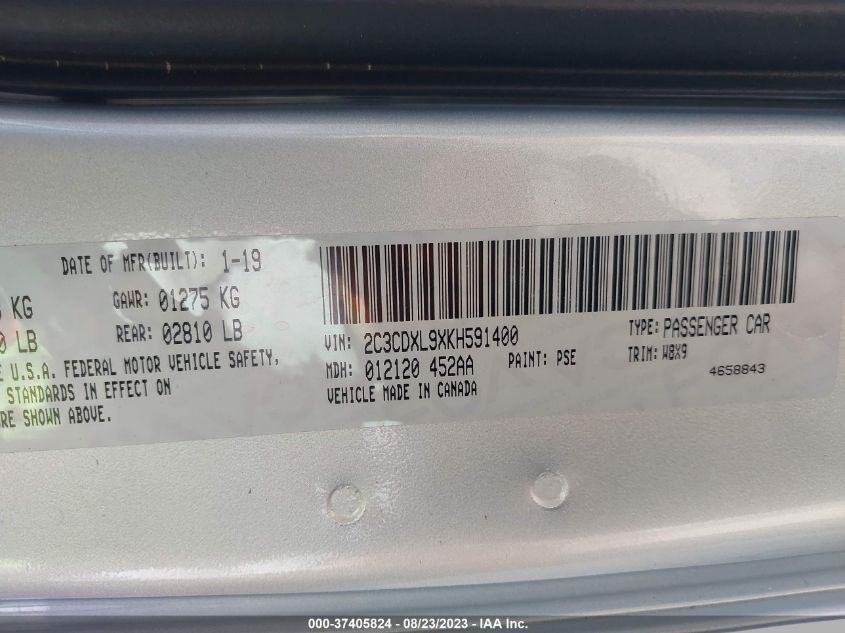 DATE OF MFR(BUILT): 1-19
KG GAWR: 01275 KG
LB REAR: 02810 LB
U.S.A. FEDERAL MOTOR VEHICLE SAFETY,
STANDARDS IN EFFECT ON
SHOWN ABOVE.
VIN: 2C3CDXL9XKH591400
TYPE: PASSENGER CAR
MDH: 012120 452AA PAINT: PSE
TRIM: W8X9
VEHICLE MADE IN CANADA
4658843
000-37405824 - 08/23/2023 - IAA Inc.